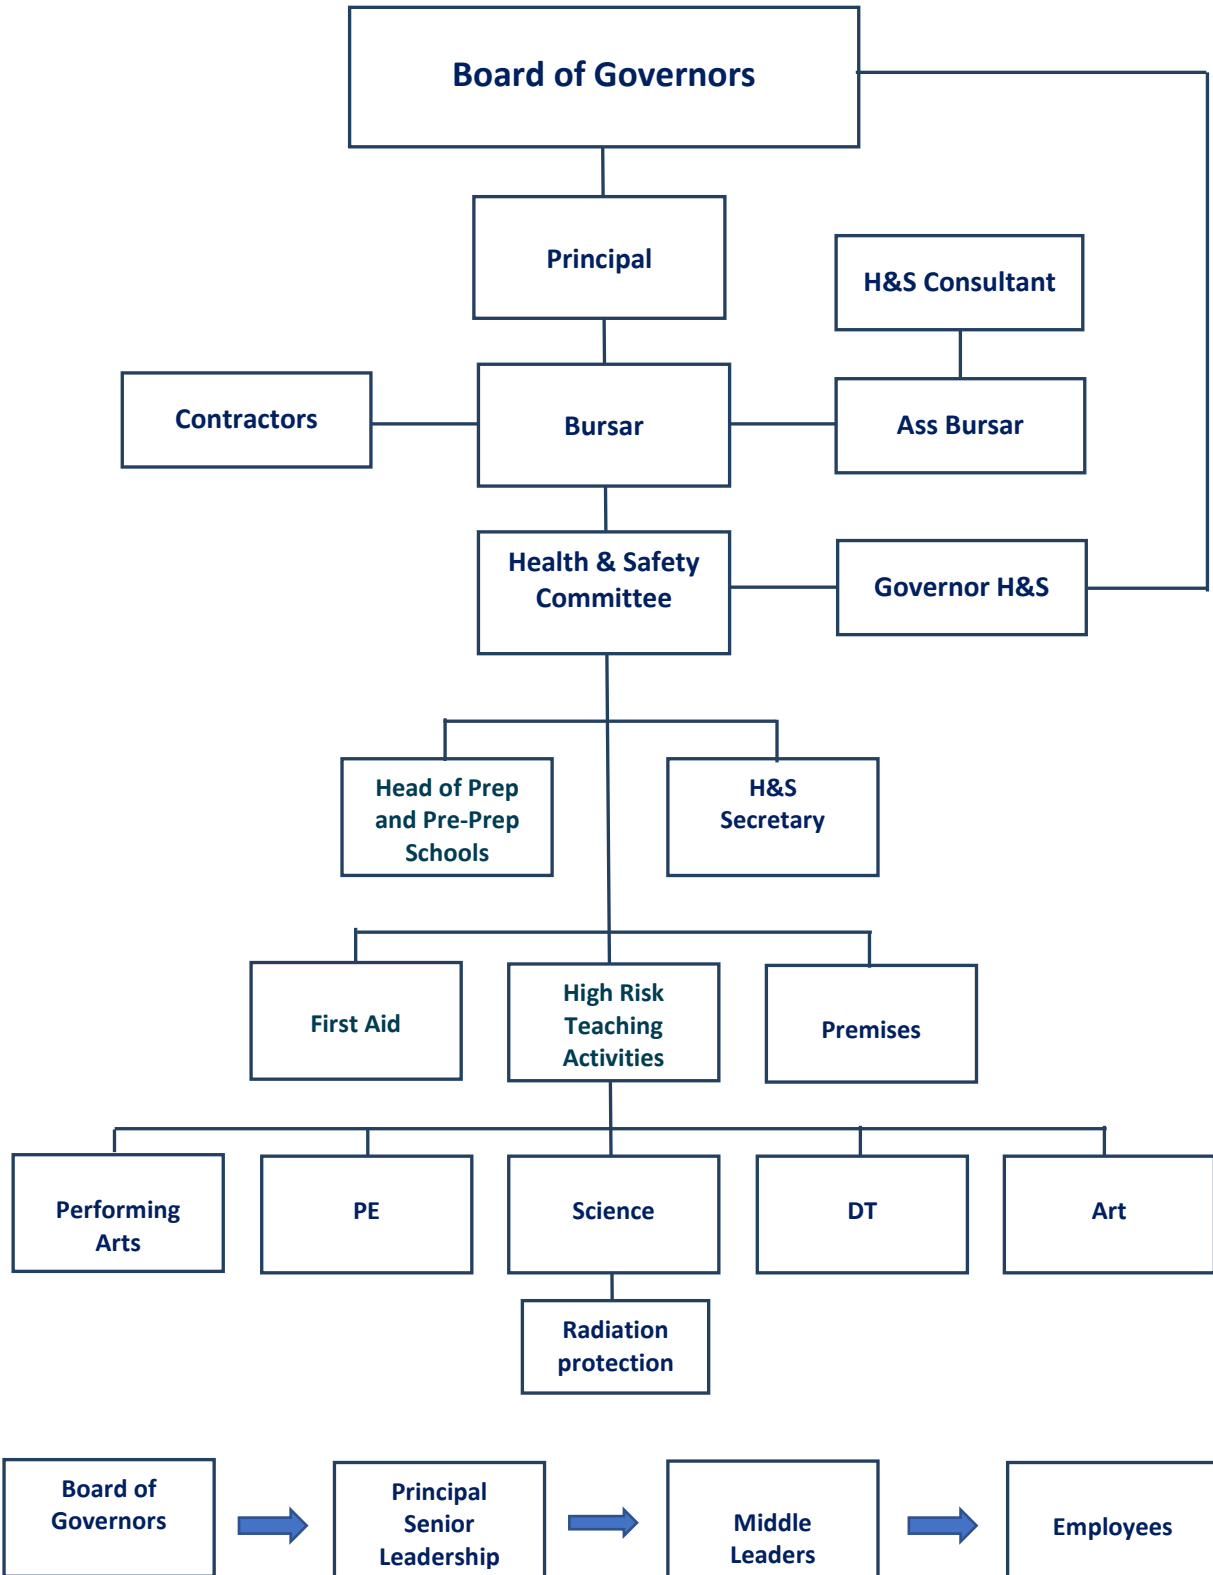 Board of Governors
Principal
H&S Consultant
Contractors
Bursar
Ass Bursar
Health & Safety
Committee
Governor H&S
Head of Prep
and Pre-Prep
Schools
H&S
Secretary
First Aid
High Risk
Teaching
Activities
Premises
Performing
Arts
PE
Science
DT
Art
Radiation
protection
Board of
Governors
Principal
Senior
Leadership
Middle
Leaders
Employees